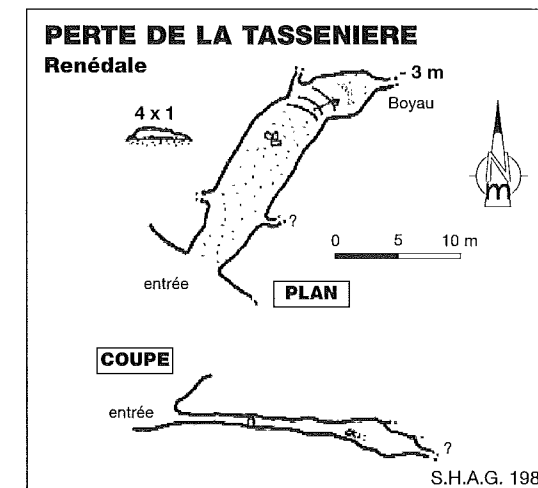 PERTE DE LA TASSENIERE
Renédale
- 3 m
Boyau
4 x 1
N
m
?
0 5 10 m
entrée
PLAN
COUPE
entrée
?
S.H.A.G. 198